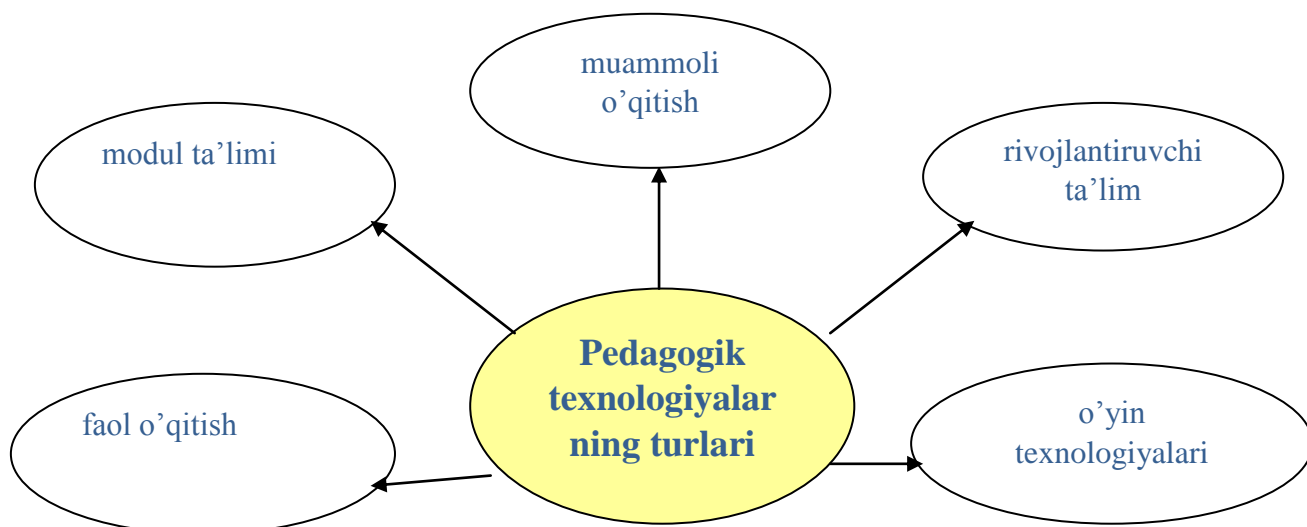 muammoli
o’qitish
modul ta’limi
rivojlantiruvchi
ta’lim
Pedagogik
texnologiyalar
ning turlari
faol o’qitish
o’yin
texnologiyalari